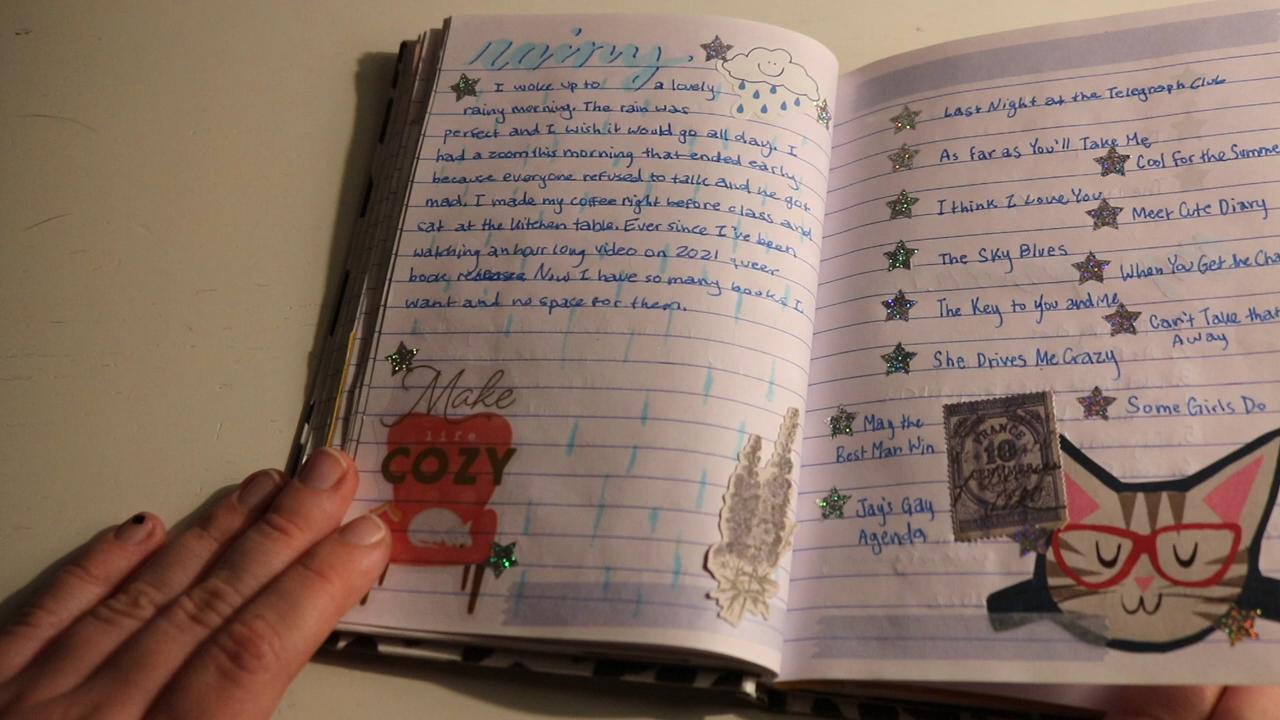 rainy.
I woke up to a lovely
rainy morning. The rain was
perfect and I wish it would go all day. I
had a zoom this morning that ended early
because everyone refused to talk and he got
mad. I made my coffee right before class and
sat at the kitchen table. Ever since I've been
watching an hour long video on 2021 queer
book releases Now I have so many books I
want and no space for them.
Make
life
COZY
Last Night at the Telegraph Club
As far as You'll Take Me
Cool for the Summe
I think I Love You
Meet Cute Diary
The Sky Blues
When You Get the Cha
The Key to You and Me
Can't Take that
Away
She Drives Me Crazy
Some Girls Do
May the
Best Man Win
FRANCE
10
Jay's Gay
Agenda